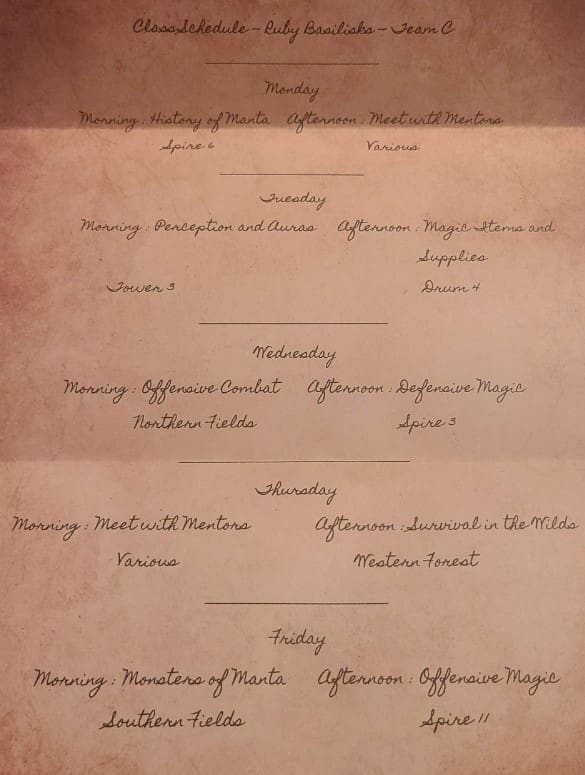 Class Schedule - Ruby Basilisks - Team C
Monday
Morning : History of Manta Afternoon : Meet with Mentors
Spire 6 Various
Tuesday
Morning : Perception and Auras Afternoon : Magic Items and
Supplies
Tower 3 Drum 4
Wednesday
Morning : Offensive Combat Afternoon : Defensive Magic
Northern Fields Spire 3
Thursday
Morning : Meet with Mentors Afternoon : Survival in the Wilds
Various Western Forest
Friday
Morning : Monsters of Manta Afternoon : Offensive Magic
Southern Fields Spire 11